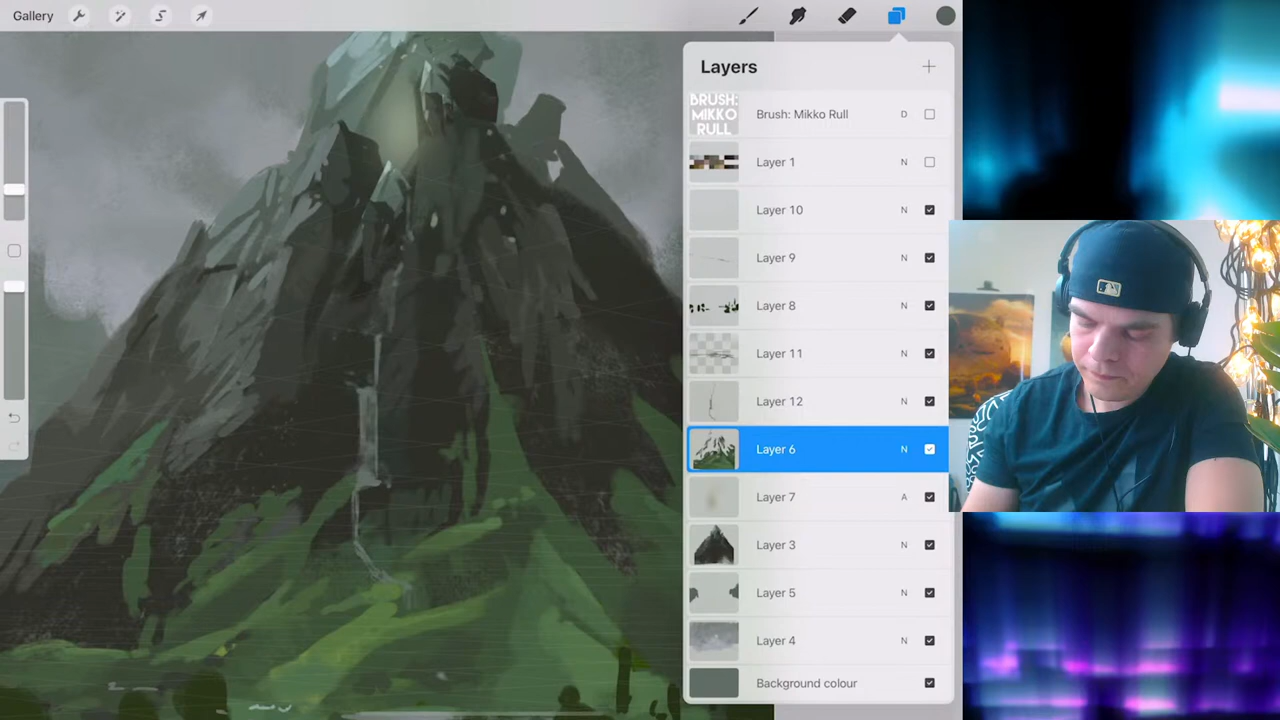 Gallery
Layers
BRUSH:
MIKKO
RULL
Brush: Mikko Rull D
Layer 1 N
Layer 10 N
Layer 9 N
Layer 8 N
Layer 11 N
Layer 12 N
Layer 6 N
Layer 7 A
Layer 3 N
Layer 5 N
Layer 4 N
Background colour